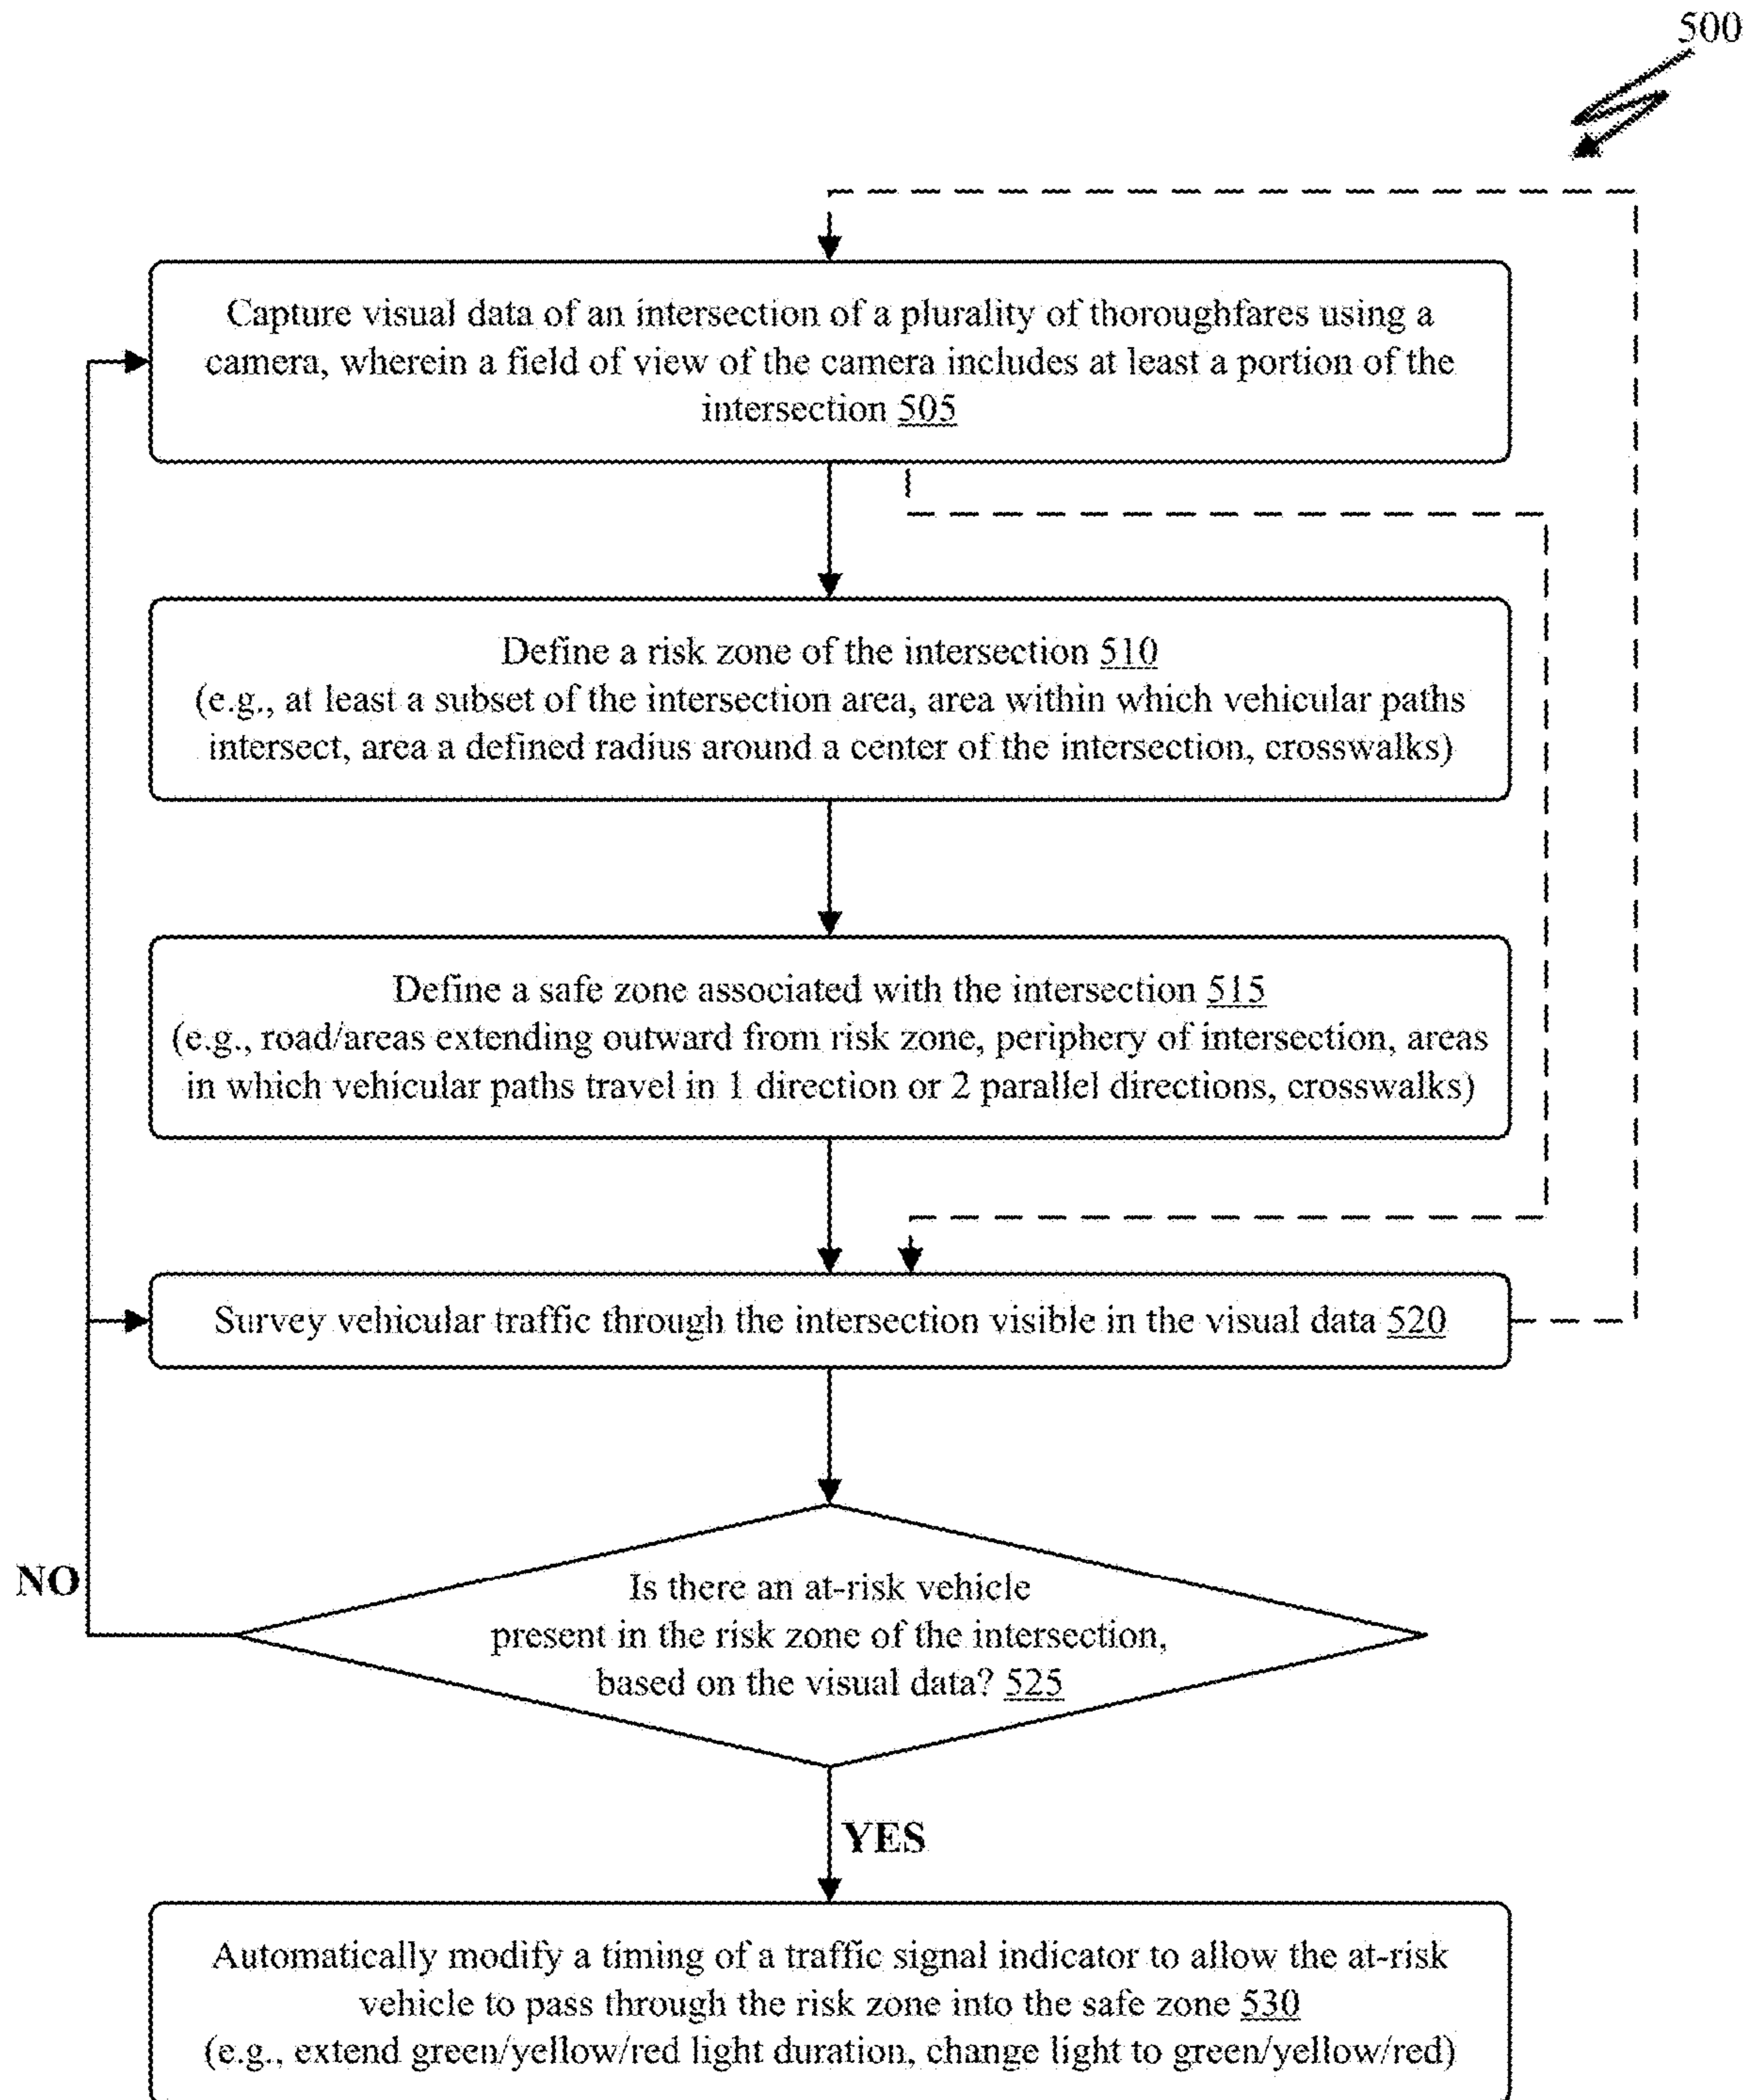 500
Capture visual data of an intersection of a plurality of thoroughfares using a
camera, wherein a field of view of the camera includes at least a portion of the
intersection 505
Define a risk zone of the intersection 510
(e.g., at least a subset of the intersection area, area within which vehicular paths
intersect, area a defined radius around a center of the intersection, crosswalks)
Define a safe zone associated with the intersection 515
(e.g., road/areas extending outward from risk zone, periphery of intersection, areas
in which vehicular paths travel in 1 direction or 2 parallel directions, crosswalks)
Survey vehicular traffic through the intersection visible in the visual data 520
NO
Is there an at-risk vehicle
present in the risk zone of the intersection,
based on the visual data? 525
YES
Automatically modify a timing of a traffic signal indicator to allow the at-risk
vehicle to pass through the risk zone into the safe zone 530
(e.g., extend green/yellow/red light duration, change light to green/yellow/red)